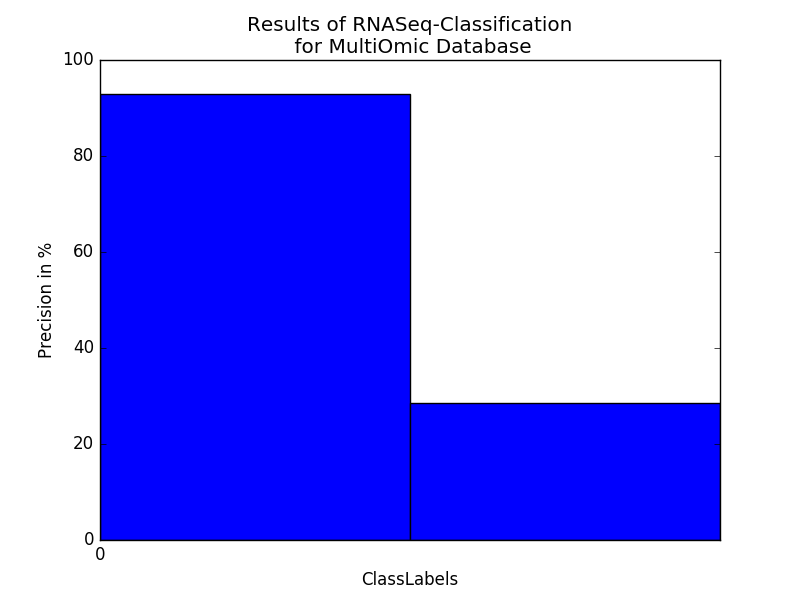 Results of RNASeq-Classification
for MultiOmic Database
100
80
60
40
20
0
0
Precision in %
ClassLabels